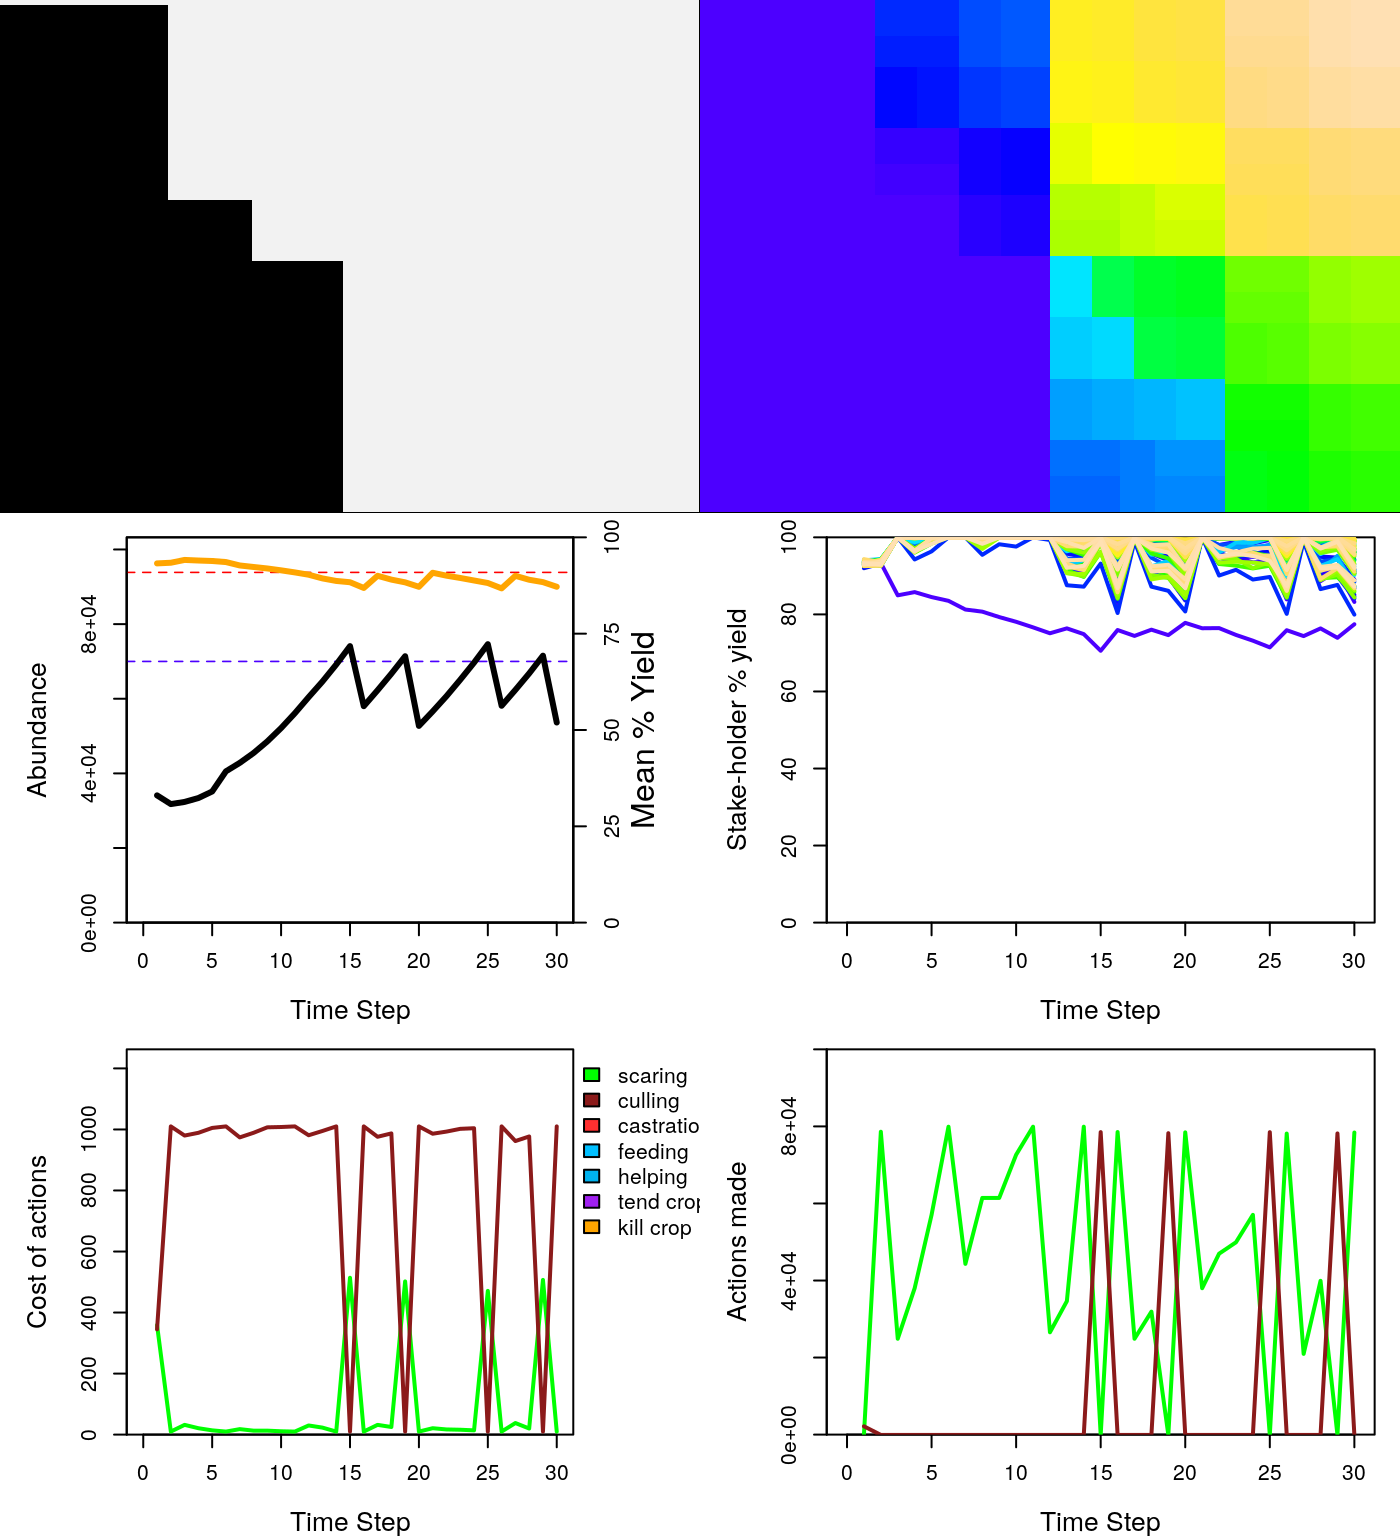 Abundance
0e+00
4e+04
8e+04
0
25
50
75
100
Mean % Yield
0
5
10
15
20
25
30
Time Step
Stake-holder % yield
0
20
40
60
80
100
0
5
10
15
20
25
30
Time Step
Cost of actions
0
200
400
600
800
1000
0
5
10
15
20
25
30
Time Step
scaring
culling
castratio
feeding
helping
tend crop
kill crop
Actions made
0e+00
4e+04
8e+04
0
5
10
15
20
25
30
Time Step